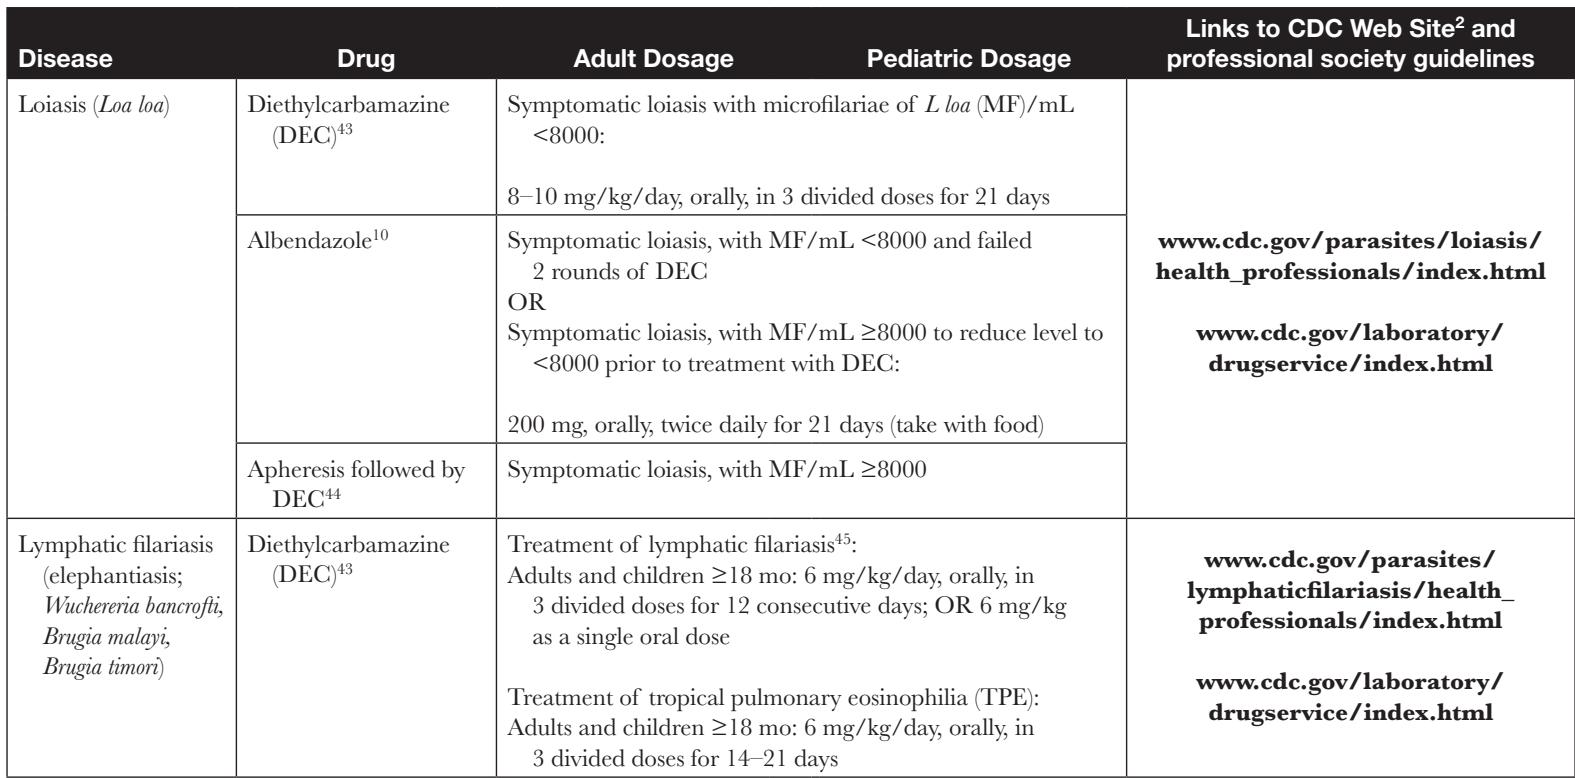 Disease Drug Adult Dosage Pediatric Dosage Links to CDC Web Site² and professional society guidelines
Loiasis (Loa loa)
Diethylcarbamazine
(DEC)⁴³
Symptomatic loiasis with microfilariae of L loa (MF)/mL
<8000:
8–10 mg/kg/day, orally, in 3 divided doses for 21 days
Albendazole¹⁰
Symptomatic loiasis, with MF/mL <8000 and failed
2 rounds of DEC
OR
Symptomatic loiasis, with MF/mL ≥8000 to reduce level to
<8000 prior to treatment with DEC:
200 mg, orally, twice daily for 21 days (take with food)
Apheresis followed by
DEC⁴⁴
Symptomatic loiasis, with MF/mL ≥8000
www.cdc.gov/parasites/loiasis/
health_professionals/index.html
www.cdc.gov/laboratory/
drugservice/index.html
Lymphatic filariasis
(elephantiasis;
Wuchereria bancrofti,
Brugia malayi,
Brugia timori)
Diethylcarbamazine
(DEC)⁴³
Treatment of lymphatic filariasis⁴⁵:
Adults and children ≥18 mo: 6 mg/kg/day, orally, in
3 divided doses for 12 consecutive days; OR 6 mg/kg
as a single oral dose
Treatment of tropical pulmonary eosinophilia (TPE):
Adults and children ≥18 mo: 6 mg/kg/day, orally, in
3 divided doses for 14–21 days
www.cdc.gov/parasites/
lymphaticfilariasis/health_
professionals/index.html
www.cdc.gov/laboratory/
drugservice/index.html